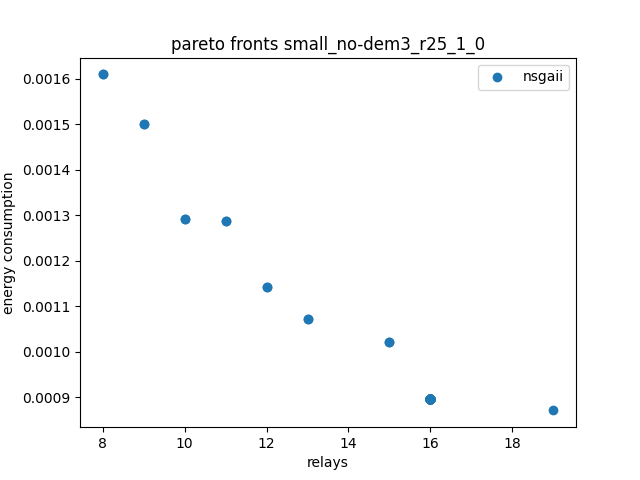 pareto fronts small_no-dem3_r25_1_0
nsgaii
0.0016
0.0015
0.0014
0.0013
0.0012
0.0011
0.0010
0.0009
energy consumption
8 10 12 14 16 18
relays